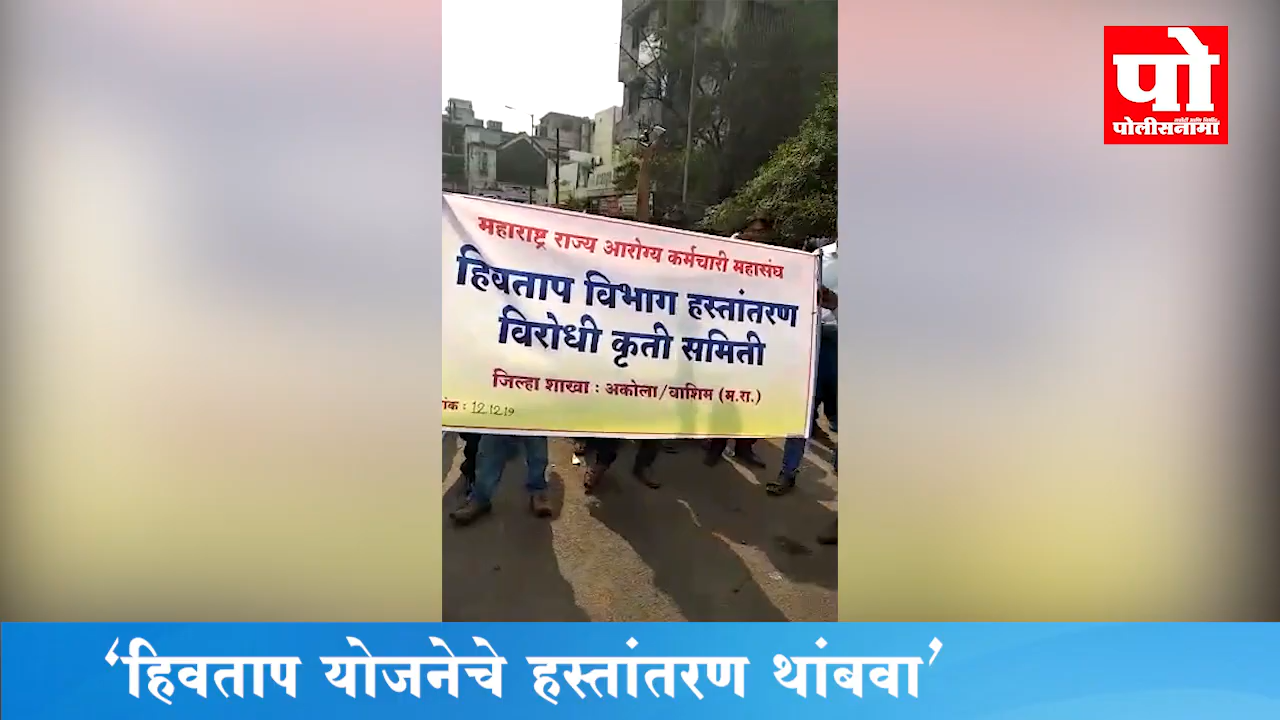 पो
पोलीसनामा
महाराष्ट्र राज्य आरोग्य कर्मचारी महासंघ
हिवताप विभाग हस्तांतरण
विरोधी कृती समिती
जिल्हा शाखा : अकोला/वाशिम (म.रा.)
ांक : 12.12.19
‘हिवताप योजनेचे हस्तांतरण थांबवा’